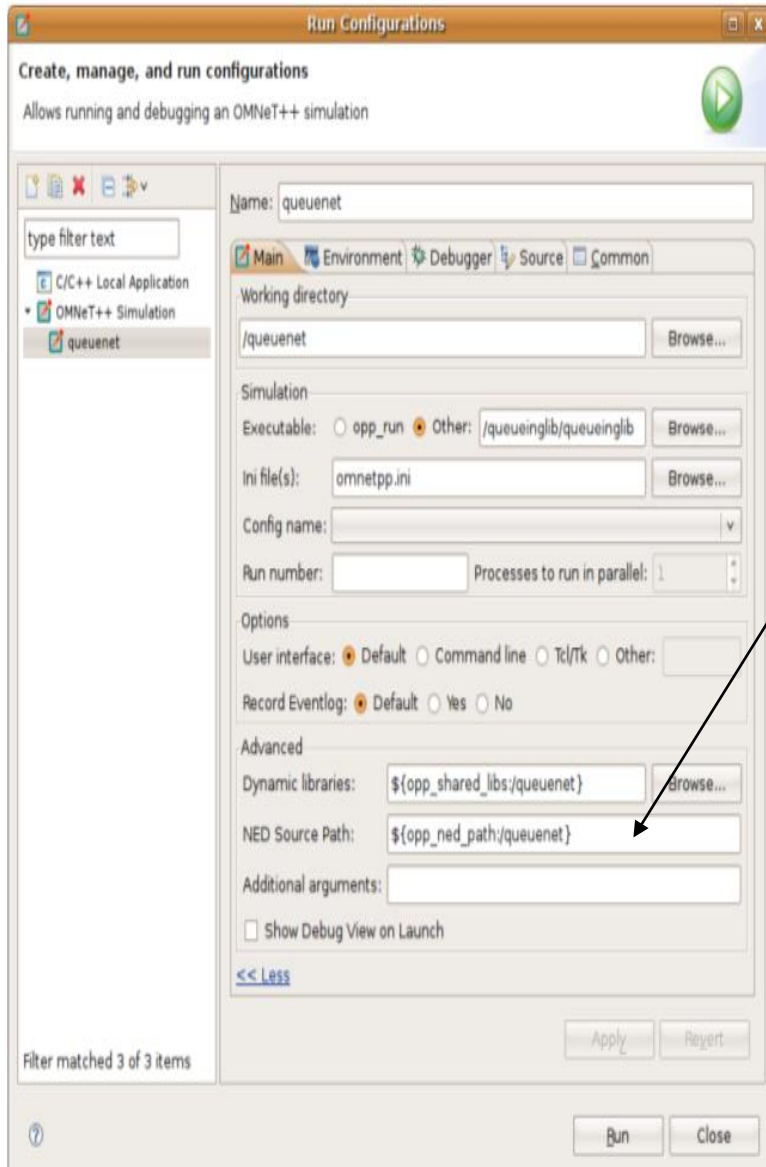 Run Configurations
Create, manage, and run configurations
Allows running and debugging an OMNeT++ simulation
type filter text
C/C++ Local Application
OMNeT++ Simulation
queuenet
Filter matched 3 of 3 items
Name: queuenet
Main Environment Debugger Source Common
Working directory
/queuenet Browse...
Simulation
Executable: opp_run Other: /queueinglib/queueinglib Browse...
Ini file(s): omnetpp.ini Browse...
Config name:
Run number: Processes to run in parallel: 1
Options
User interface: Default Command line Tcl/Tk Other:
Record Eventlog: Default Yes No
Advanced
Dynamic libraries: ${opp_shared_libs:/queuenet} Browse...
NED Source Path: ${opp_ned_path:/queuenet}
Additional arguments:
Show Debug View on Launch
<< Less
Apply Revert
Run Close